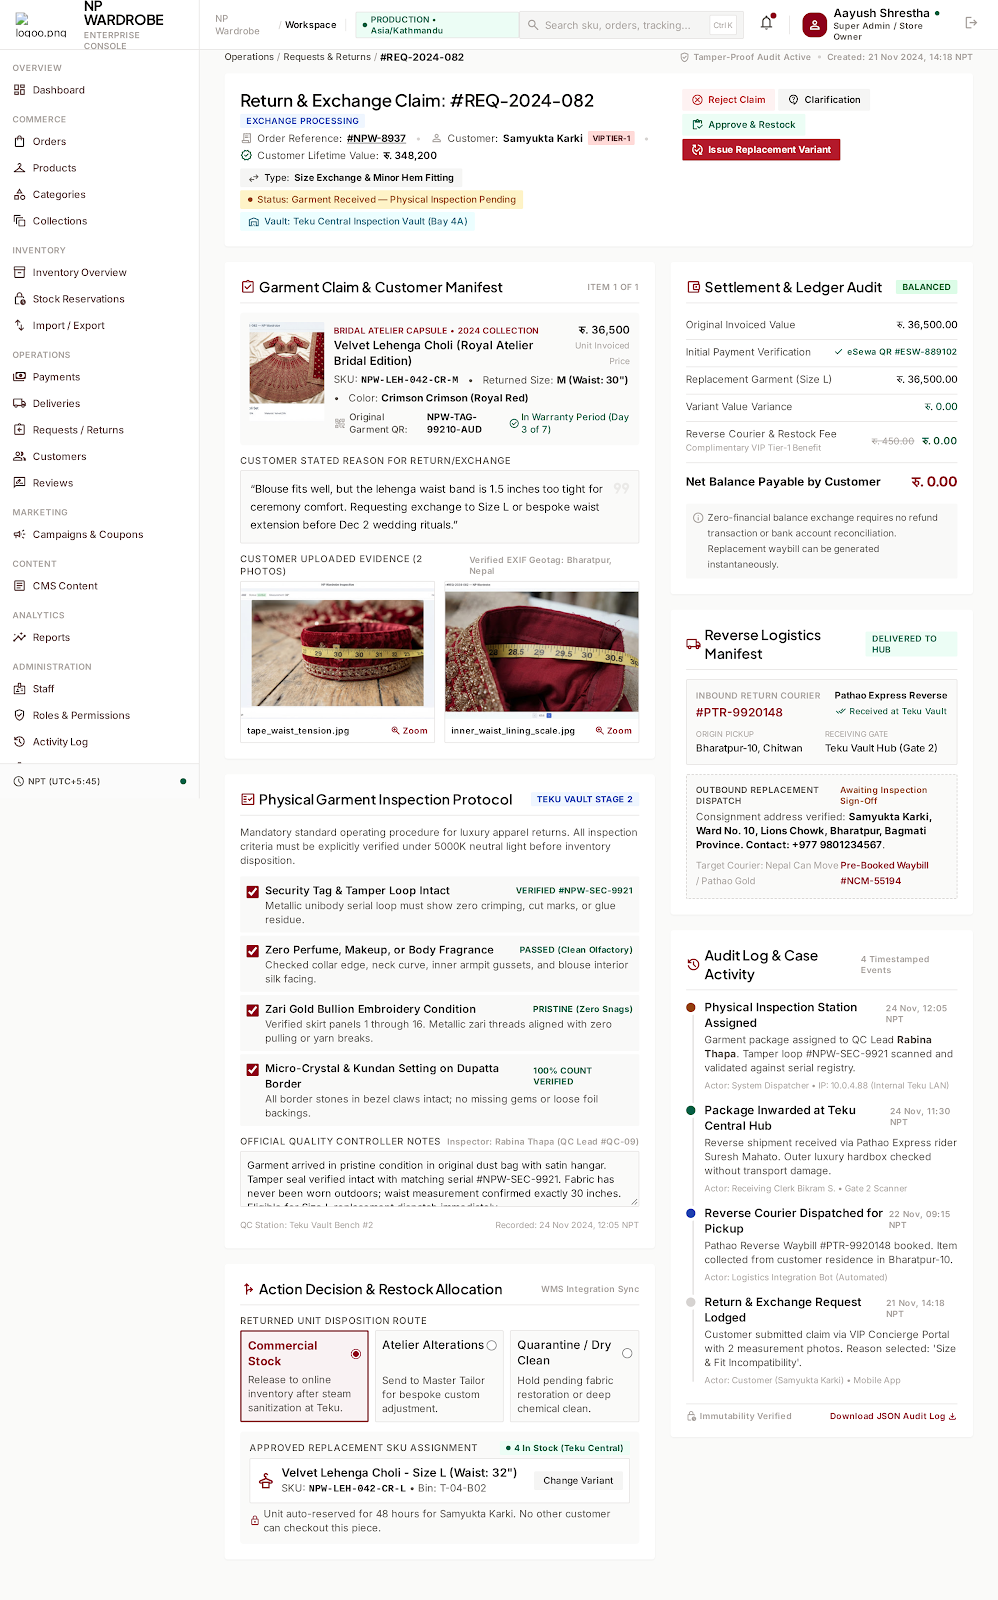 logoo.png
NP WARDROBE
ENTERPRISE CONSOLE
NP Wardrobe / Workspace
PRODUCTION • Asia/Kathmandu
Search sku, orders, tracking...
Ctrl K
Aayush Shrestha
Super Admin / Store Owner
OVERVIEW
Dashboard
COMMERCE
Orders
Products
Categories
Collections
INVENTORY
Inventory Overview
Stock Reservations
Import / Export
OPERATIONS
Payments
Deliveries
Requests / Returns
Customers
Reviews
MARKETING
Campaigns & Coupons
CONTENT
CMS Content
ANALYTICS
Reports
ADMINISTRATION
Staff
Roles & Permissions
Activity Log
NPT (UTC+5:45)
Operations / Requests & Returns / #REQ-2024-082
Tamper-Proof Audit Active • Created: 21 Nov 2024, 14:18 NPT
Return & Exchange Claim: #REQ-2024-082
EXCHANGE PROCESSING
Order Reference: #NPW-8937 • Customer: Samyukta Karki VIP TIER-1 •
Customer Lifetime Value: रु. 348,200
Type: Size Exchange & Minor Hem Fitting
Status: Garment Received — Physical Inspection Pending
Vault: Teku Central Inspection Vault (Bay 4A)
Reject Claim
Clarification
Approve & Restock
Issue Replacement Variant
Garment Claim & Customer Manifest
ITEM 1 OF 1
BRIDAL ATELIER CAPSULE • 2024 COLLECTION
Velvet Lehenga Choli (Royal Atelier
Bridal Edition)
रु. 36,500
Unit Invoiced
Price
SKU: NPW-LEH-042-CR-M • Returned Size: M (Waist: 30")
• Color: Crimson Crimson (Royal Red)
Original Garment QR:
NPW-TAG-99210-AUD
In Warranty Period (Day 3 of 7)
CUSTOMER STATED REASON FOR RETURN/EXCHANGE
“Blouse fits well, but the lehenga waist band is 1.5 inches too tight for
ceremony comfort. Requesting exchange to Size L or bespoke waist
extension before Dec 2 wedding rituals.”
CUSTOMER UPLOADED EVIDENCE (2 PHOTOS)
Verified EXIF Geotag: Bharatpur, Nepal
30 29 31 31 32
28 28.5 29 29.5 30 30.5
tape_waist_tension.jpg
Zoom
inner_waist_lining_scale.jpg
Zoom
Physical Garment Inspection Protocol
TEKU VAULT STAGE 2
Mandatory standard operating procedure for luxury apparel returns. All inspection
criteria must be explicitly verified under 5000K neutral light before inventory
disposition.
Security Tag & Tamper Loop Intact
VERIFIED #NPW-SEC-9921
Metallic unibody serial loop must show zero crimping, cut marks, or glue
residue.
Zero Perfume, Makeup, or Body Fragrance
PASSED (Clean Olfactory)
Checked collar edge, neck curve, inner armpit gussets, and blouse interior
silk facing.
Zari Gold Bullion Embroidery Condition
PRISTINE (Zero Snags)
Verified skirt panels 1 through 16. Metallic zari threads aligned with zero
pulling or yarn breaks.
Micro-Crystal & Kundan Setting on Dupatta
Border
100% COUNT VERIFIED
All border stones in bezel claws intact; no missing gems or loose foil
backings.
OFFICIAL QUALITY CONTROLLER NOTES
Inspector: Rabina Thapa (QC Lead #QC-09)
Garment arrived in pristine condition in original dust bag with satin hangar.
Tamper seal verified intact with matching serial #NPW-SEC-9921. Fabric has
never been worn outdoors; waist measurement confirmed exactly 30 inches.
Eligible for Size L replacement dispatch immediately.
QC Station: Teku Vault Bench #2
Recorded: 24 Nov 2024, 12:05 NPT
Action Decision & Restock Allocation
WMS Integration Sync
RETURNED UNIT DISPOSITION ROUTE
Commercial Stock
Release to online
inventory after steam
sanitization at Teku.
Atelier Alterations
Send to Master Tailor
for bespoke custom
adjustment.
Quarantine / Dry Clean
Hold pending fabric
restoration or deep
chemical clean.
APPROVED REPLACEMENT SKU ASSIGNMENT
4 In Stock (Teku Central)
Velvet Lehenga Choli - Size L (Waist: 32")
SKU: NPW-LEH-042-CR-L • Bin: T-04-B02
Change Variant
Unit auto-reserved for 48 hours for Samyukta Karki. No other customer
can checkout this piece.
Settlement & Ledger Audit
BALANCED
Original Invoiced Value रु. 36,500.00
Initial Payment Verification eSewa QR #ESW-889102
Replacement Garment (Size L) रु. 36,500.00
Variant Value Variance रु. 0.00
Reverse Courier & Restock Fee रु. 450.00 रु. 0.00
Complimentary VIP Tier-1 Benefit
Net Balance Payable by Customer रु. 0.00
Zero-financial balance exchange requires no refund
transaction or bank account reconciliation.
Replacement waybill can be generated
instantaneously.
Reverse Logistics Manifest
DELIVERED TO HUB
INBOUND RETURN COURIER
Pathao Express Reverse
#PTR-9920148
Received at Teku Vault
ORIGIN PICKUP
Bharatpur-10, Chitwan
RECEIVING GATE
Teku Vault Hub (Gate 2)
OUTBOUND REPLACEMENT DISPATCH
Awaiting Inspection Sign-Off
Consignment address verified: Samyukta Karki,
Ward No. 10, Lions Chowk, Bharatpur, Bagmati
Province. Contact: +977 9801234567.
Target Courier: Nepal Can Move / Pathao Gold
Pre-Booked Waybill #NCM-55194
Audit Log & Case Activity
4 Timestamped Events
Physical Inspection Station Assigned
24 Nov, 12:05 NPT
Garment package assigned to QC Lead Rabina
Thapa. Tamper loop #NPW-SEC-9921 scanned and
validated against serial registry.
Actor: System Dispatcher • IP: 10.0.4.88 (Internal Teku LAN)
Package Inwarded at Teku Central Hub
24 Nov, 11:30 NPT
Reverse shipment received via Pathao Express rider
Suresh Mahato. Outer luxury hardbox checked
without transport damage.
Actor: Receiving Clerk Bikram S. • Gate 2 Scanner
Reverse Courier Dispatched for Pickup
22 Nov, 09:15 NPT
Pathao Reverse Waybill #PTR-9920148 booked. Item
collected from customer residence in Bharatpur-10.
Actor: Logistics Integration Bot (Automated)
Return & Exchange Request Lodged
21 Nov, 14:18 NPT
Customer submitted claim via VIP Concierge Portal
with 2 measurement photos. Reason selected: 'Size
& Fit Incompatibility'.
Actor: Customer (Samyukta Karki) • Mobile App
Immutability Verified
Download JSON Audit Log